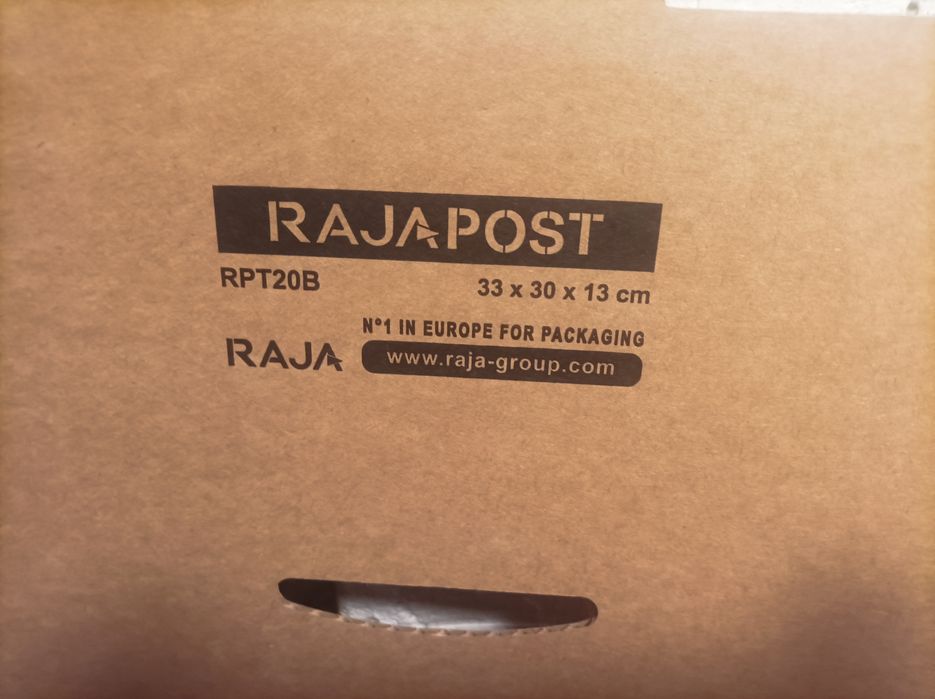 RAJAPOST
RPT20B 33 x 30 x 13 cm
N°1 IN EUROPE FOR PACKAGING
RAJA www.raja-group.com